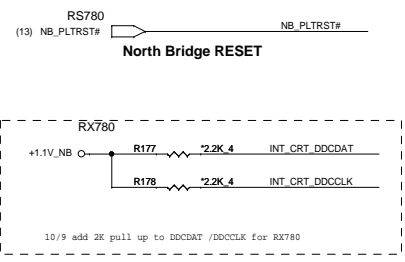 RS780
(13) NB_PLTRST# NB_PLTRST#
North Bridge RESET
RX780
+1.1V_NB R177 *2.2K_4 INT_CRT_DDCDAT
R178 *2.2K_4 INT_CRT_DDCCLK
10/9 add 2K pull up to DDCDAT /DDCCLK for RX780